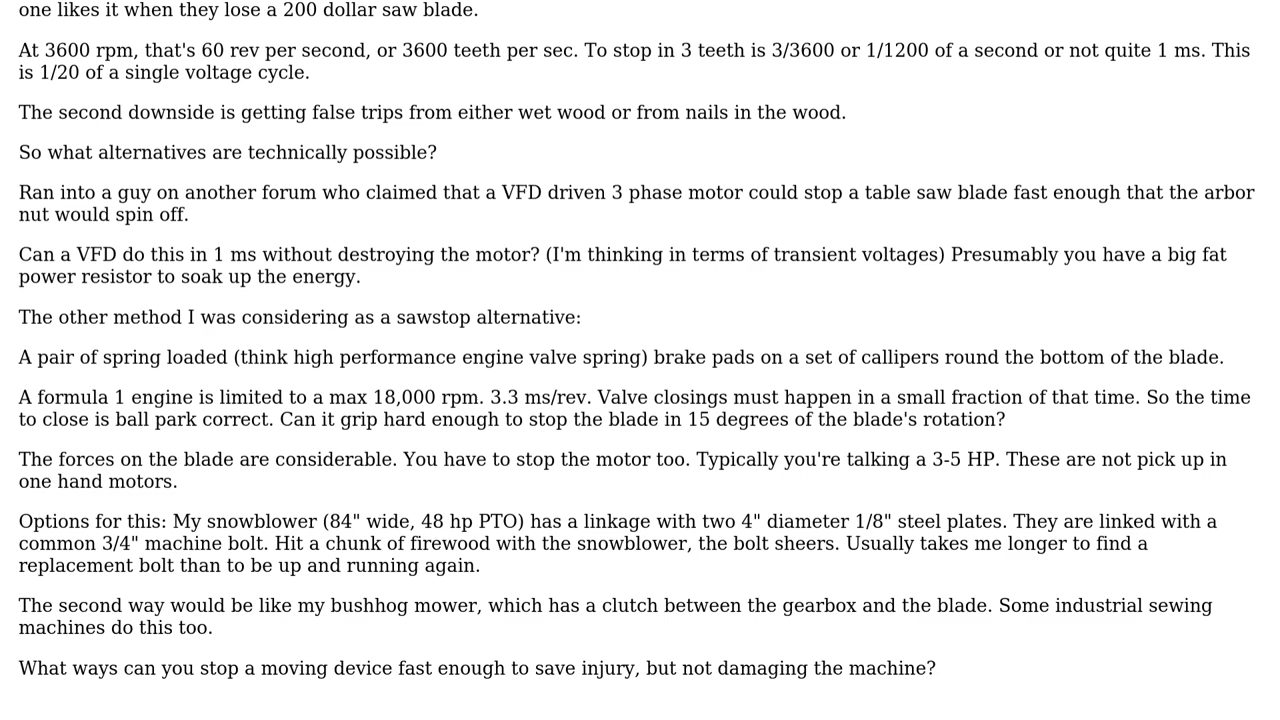 one likes it when they lose a 200 dollar saw blade.
At 3600 rpm, that's 60 rev per second, or 3600 teeth per sec. To stop in 3 teeth is 3/3600 or 1/1200 of a second or not quite 1 ms. This
is 1/20 of a single voltage cycle.
The second downside is getting false trips from either wet wood or from nails in the wood.
So what alternatives are technically possible?
Ran into a guy on another forum who claimed that a VFD driven 3 phase motor could stop a table saw blade fast enough that the arbor
nut would spin off.
Can a VFD do this in 1 ms without destroying the motor? (I'm thinking in terms of transient voltages) Presumably you have a big fat
power resistor to soak up the energy.
The other method I was considering as a sawstop alternative:
A pair of spring loaded (think high performance engine valve spring) brake pads on a set of callipers round the bottom of the blade.
A formula 1 engine is limited to a max 18,000 rpm. 3.3 ms/rev. Valve closings must happen in a small fraction of that time. So the time
to close is ball park correct. Can it grip hard enough to stop the blade in 15 degrees of the blade's rotation?
The forces on the blade are considerable. You have to stop the motor too. Typically you're talking a 3-5 HP. These are not pick up in
one hand motors.
Options for this: My snowblower (84" wide, 48 hp PTO) has a linkage with two 4" diameter 1/8" steel plates. They are linked with a
common 3/4" machine bolt. Hit a chunk of firewood with the snowblower, the bolt sheers. Usually takes me longer to find a
replacement bolt than to be up and running again.
The second way would be like my bushhog mower, which has a clutch between the gearbox and the blade. Some industrial sewing
machines do this too.
What ways can you stop a moving device fast enough to save injury, but not damaging the machine?